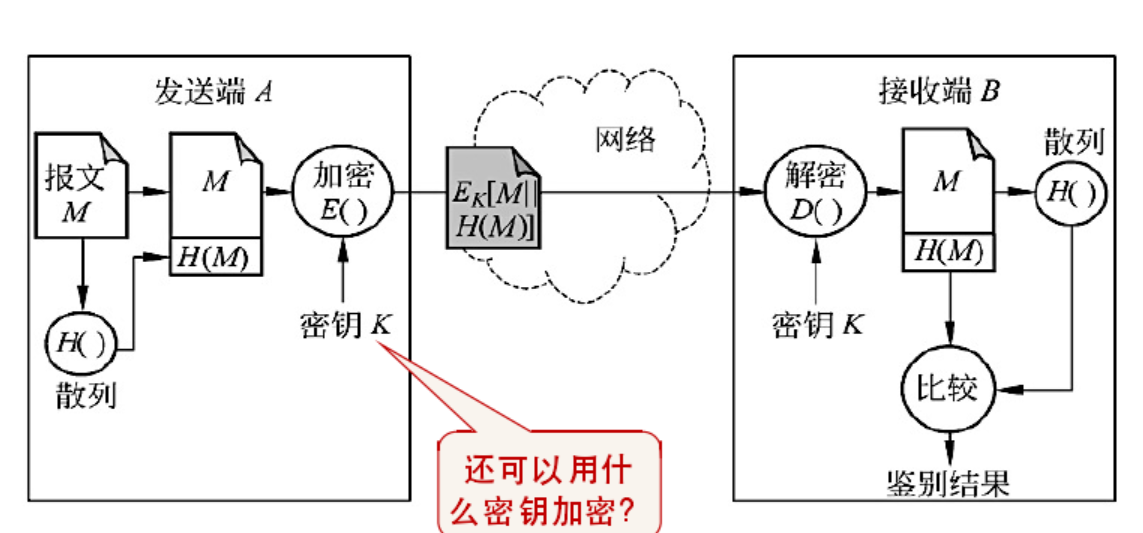 发送端 A
报文
M
M
H(M)
加密
E()
密钥 K
H()
散列
网络
E_K[M||
H(M)]
接收端 B
解密
D()
密钥 K
M
H(M)
散列
H()
比较
鉴别结果
还可以用什
么密钥加密?